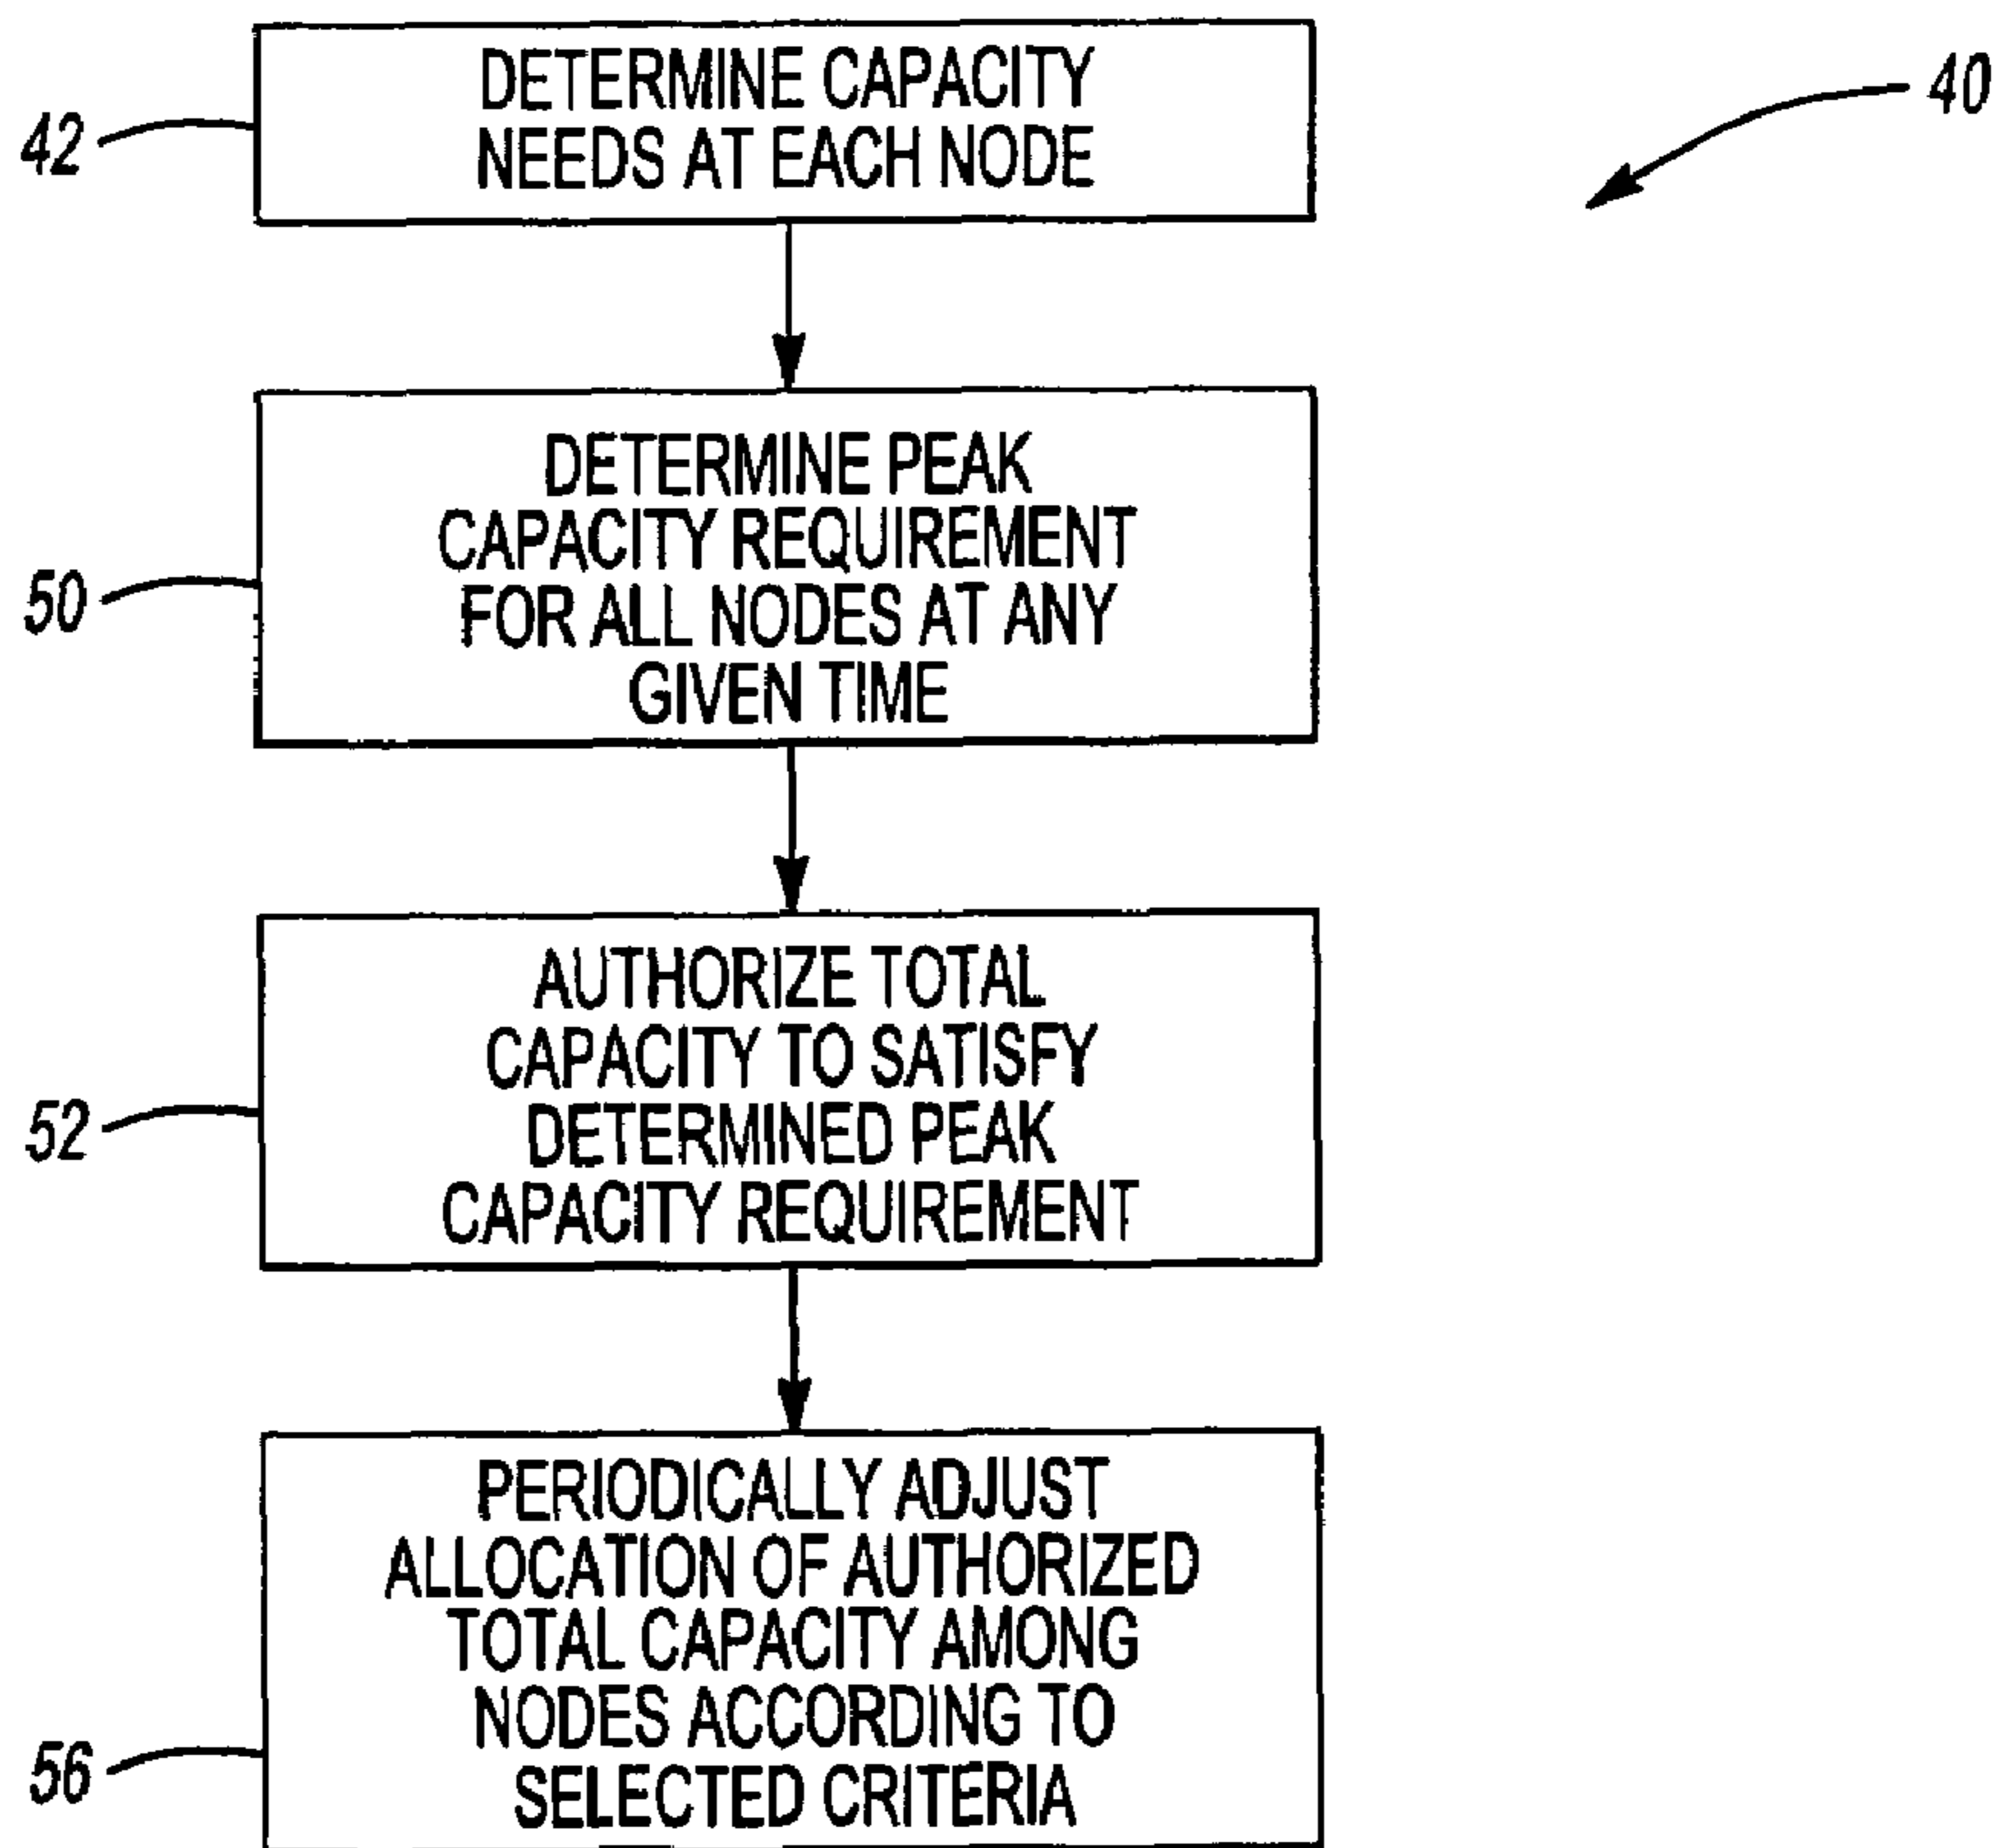 DETERMINE CAPACITY
NEEDS AT EACH NODE
42
40
DETERMINE PEAK
CAPACITY REQUIREMENT
FOR ALL NODES AT ANY
GIVEN TIME
50
AUTHORIZE TOTAL
CAPACITY TO SATISFY
DETERMINED PEAK
CAPACITY REQUIREMENT
52
PERIODICALLY ADJUST
ALLOCATION OF AUTHORIZED
TOTAL CAPACITY AMONG
NODES ACCORDING TO
SELECTED CRITERIA
56